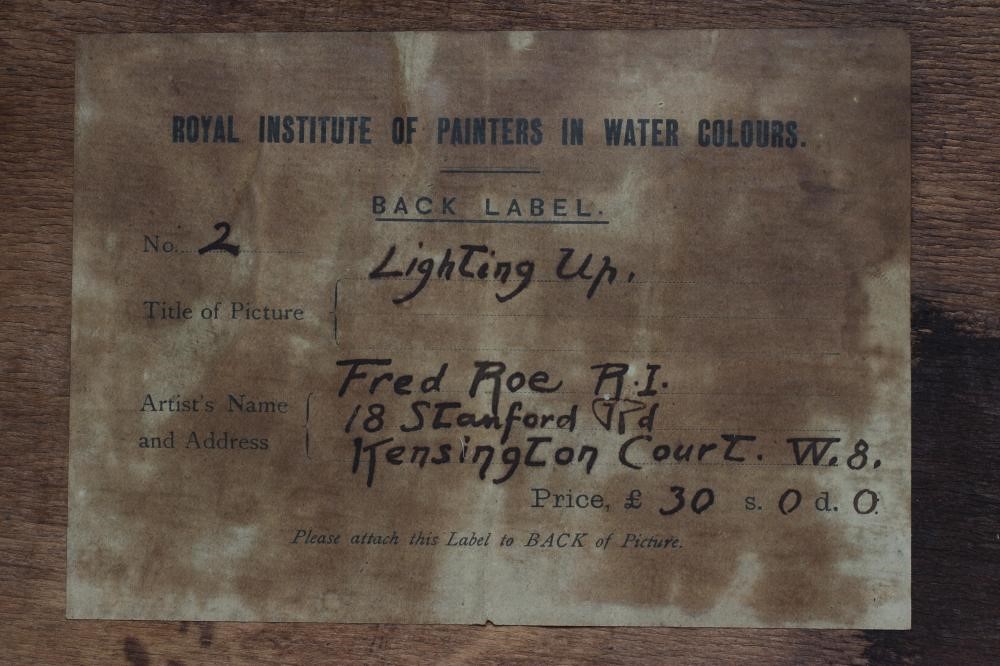 ROYAL INSTITUTE OF PAINTERS IN WATER COLOURS.
BACK LABEL.
No. 2
Lighting Up.
Title of Picture
Fred Roe R.I.
Artist's Name
18 Stanford Rd
and Address
Kensington Court. W.8.
Price, £ 30 s. 0 d. 0.
Please attach this Label to BACK of Picture.